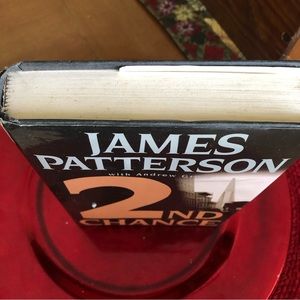 JAMES
PATTERSON
with Andrew
2ND
CHANCE